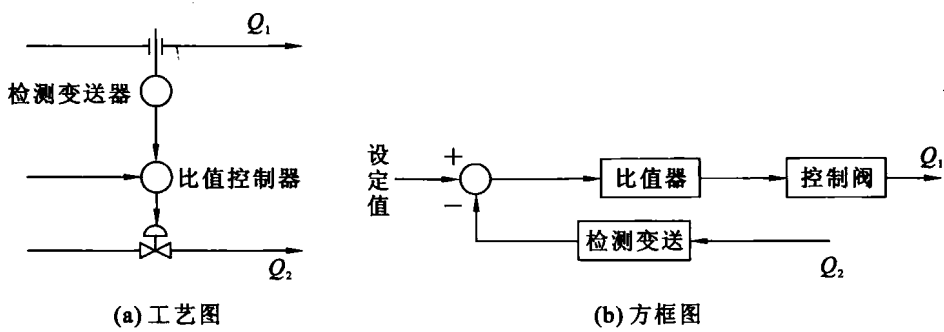 Q₁
检测变送器
比值控制器
Q₂
(a) 工艺图
设定值
+
−
比值器
控制阀
Q₁
检测变送
Q₂
(b) 方框图